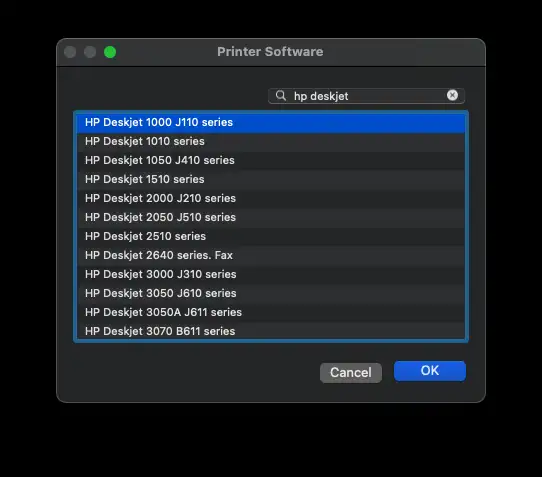 Printer Software
hp deskjet
HP Deskjet 1000 J110 series
HP Deskjet 1010 series
HP Deskjet 1050 J410 series
HP Deskjet 1510 series
HP Deskjet 2000 J210 series
HP Deskjet 2050 J510 series
HP Deskjet 2510 series
HP Deskjet 2640 series. Fax
HP Deskjet 3000 J310 series
HP Deskjet 3050 J610 series
HP Deskjet 3050A J611 series
HP Deskjet 3070 B611 series
Cancel
OK